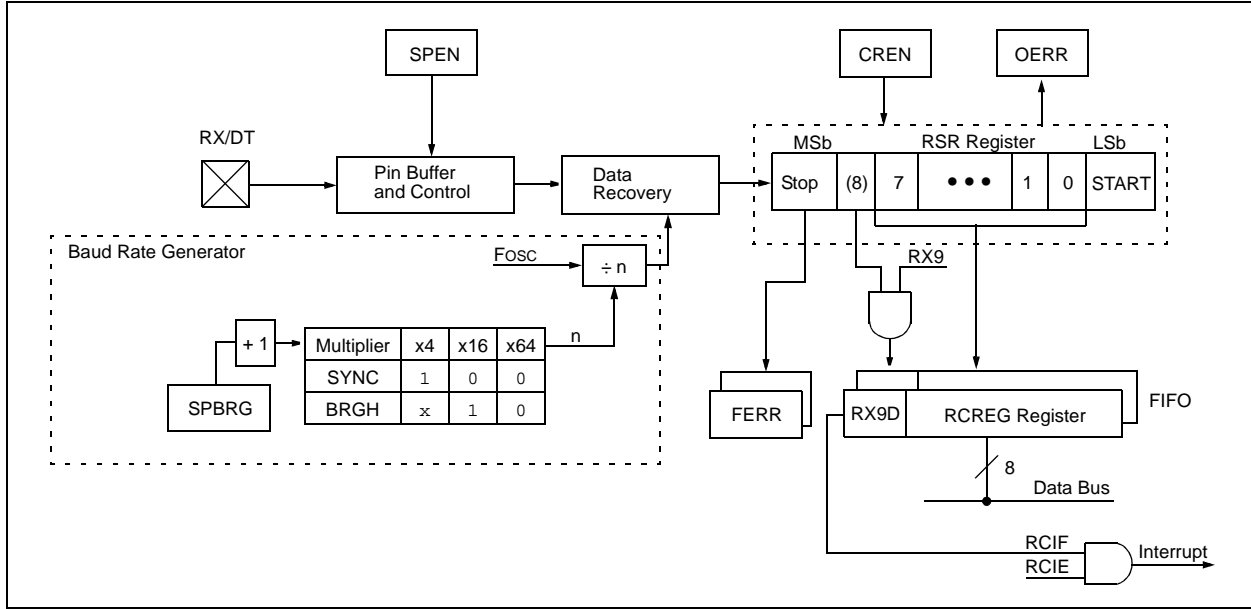 SPEN
CREN
OERR
RX/DT
MSb
RSR Register
LSb
Pin Buffer
and Control
Data
Recovery
Stop
(8)
7
•••
1
0
START
Baud Rate Generator
FOSC
÷ n
RX9
n
+ 1
Multiplier x4 x16 x64
SYNC 1 0 0
BRGH x 1 0
SPBRG
FERR
RX9D
RCREG Register
FIFO
8
Data Bus
RCIF
RCIE
Interrupt